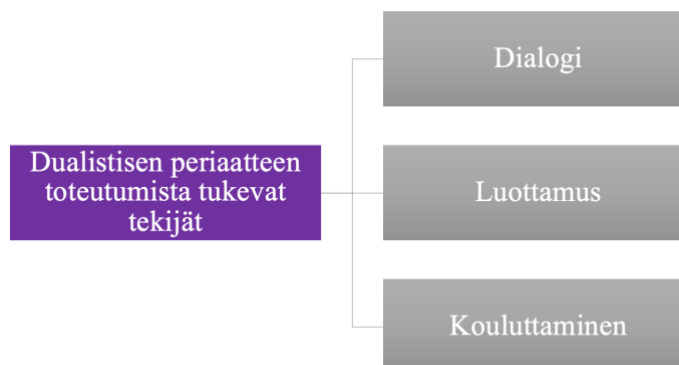 Dualistisen periaatteen
toteutumista tukevat
tekijät
Dialogi
Luottamus
Kouluttaminen